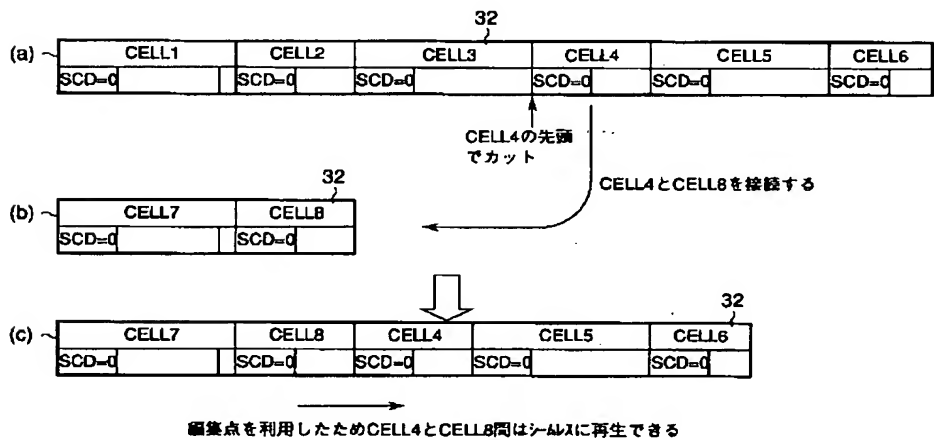 32
(a) CELL1 CELL2 CELL3 CELL4 CELL5 CELL6
SCD=0 SCD=0 SCD=0 SCD=0 SCD=0 SCD=0
CELL4の先頭
でカット
CELL4とCELL8を接続する
32
(b) CELL7 CELL8
SCD=0 SCD=0
32
(c) CELL7 CELL8 CELL4 CELL5 CELL6
SCD=0 SCD=0 SCD=0 SCD=0 SCD=0
編集点を利用したためCELL4とCELL8間はシームレスに再生できる